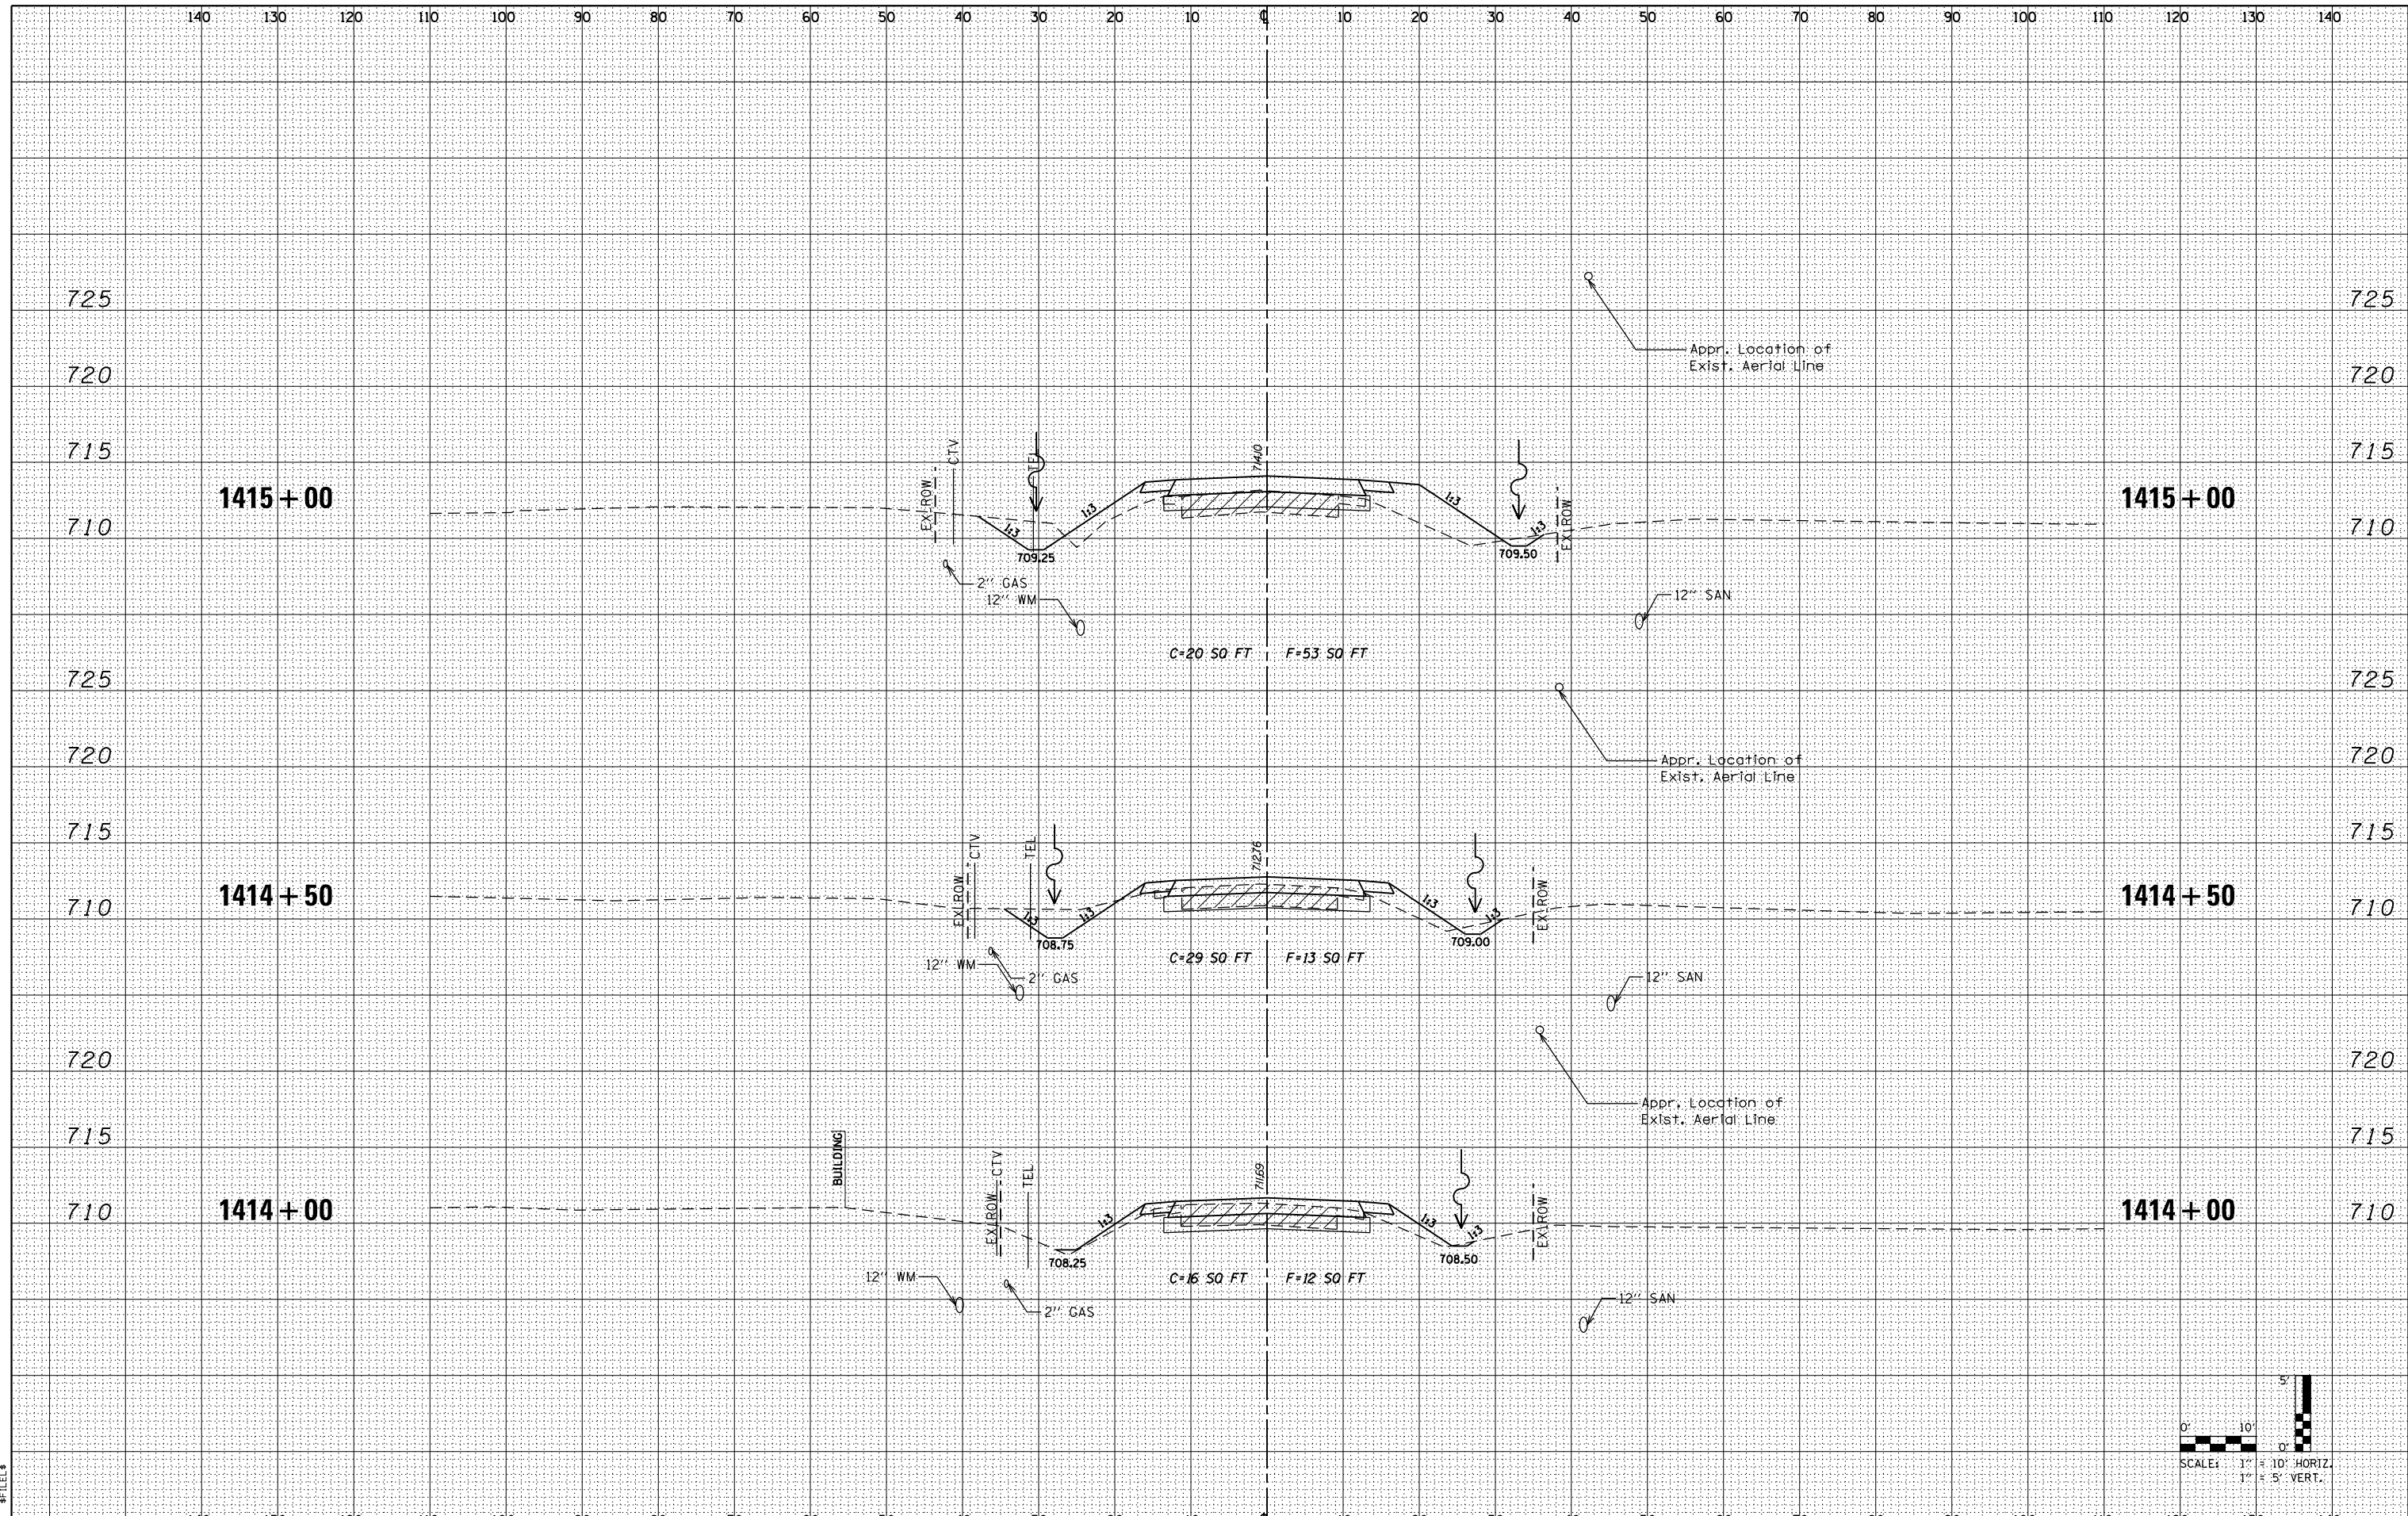 140 130 120 110 100 90 80 70 60 50 40 30 20 10 ℄ 10 20 30 40 50 60 70 80 90 100 110 120 130 140
725 725
Appr. Location of
Exist. Aerial Line
720 720
715 CTV TEL 714.10 715
1415+00 EX.ROW 1:3 1:3 1:3 1:3 EX.ROW 1415+00
710 710
709.25 709.50
2'' GAS
12'' WM
12'' SAN
C=20 SQ FT F=53 SQ FT
725 725
Appr. Location of
Exist. Aerial Line
720 720
715 CTV TEL 712.76 715
1414+50 EX.ROW 1:3 1:3 1:3 1:3 EX.ROW 1414+50
710 710
708.75 709.00
C=29 SQ FT F=13 SQ FT
12'' WM
2'' GAS
12'' SAN
720 720
Appr. Location of
Exist. Aerial Line
715 715
BUILDING CTV TEL 711.69
1414+00 EX.ROW 1:3 1:3 1:3 EX.ROW 1414+00
710 710
708.25 708.50
12'' WM C=16 SQ FT F=12 SQ FT
2'' GAS
12'' SAN
5'
0' 10'
0'
SCALE: 1'' = 10' HORIZ.
1'' = 5' VERT.
$FILEL$